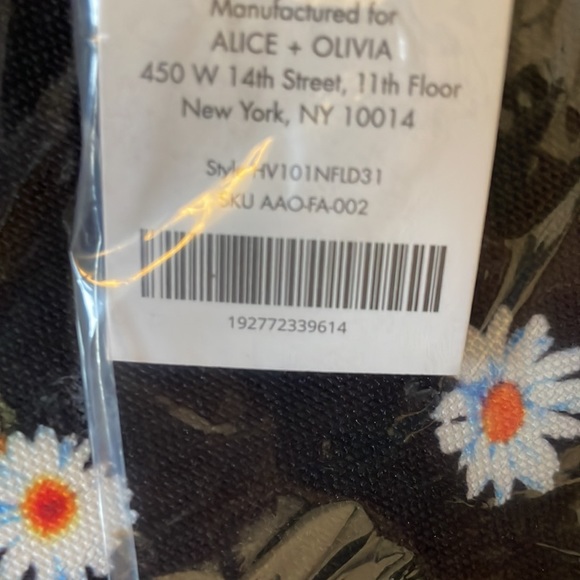 Manufactured for
ALICE + OLIVIA
450 W 14th Street, 11th Floor
New York, NY 10014
Style HV101NFLD31
SKU AAO-FA-002
192772339614